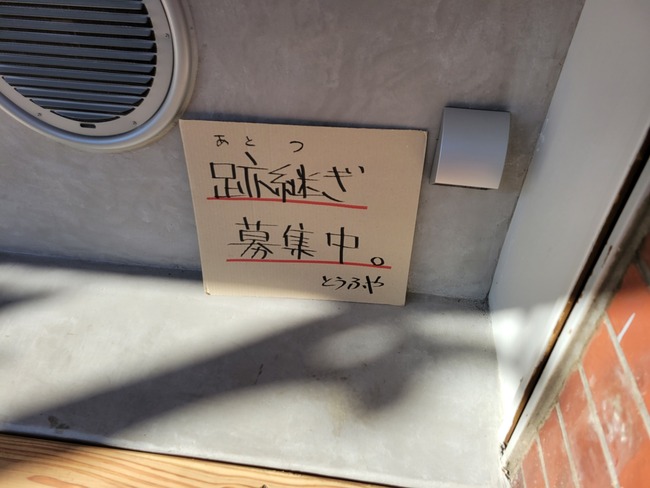 あとつ
跡継ぎ
募集中。
とうふや